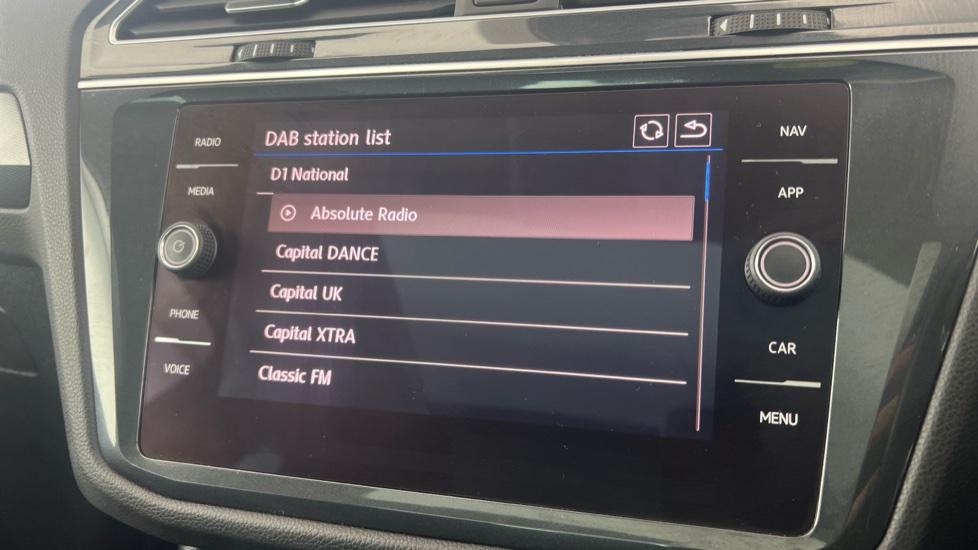 RADIO
MEDIA
PHONE
VOICE
DAB station list
D1 National
Absolute Radio
Capital DANCE
Capital UK
Capital XTRA
Classic FM
NAV
APP
CAR
MENU